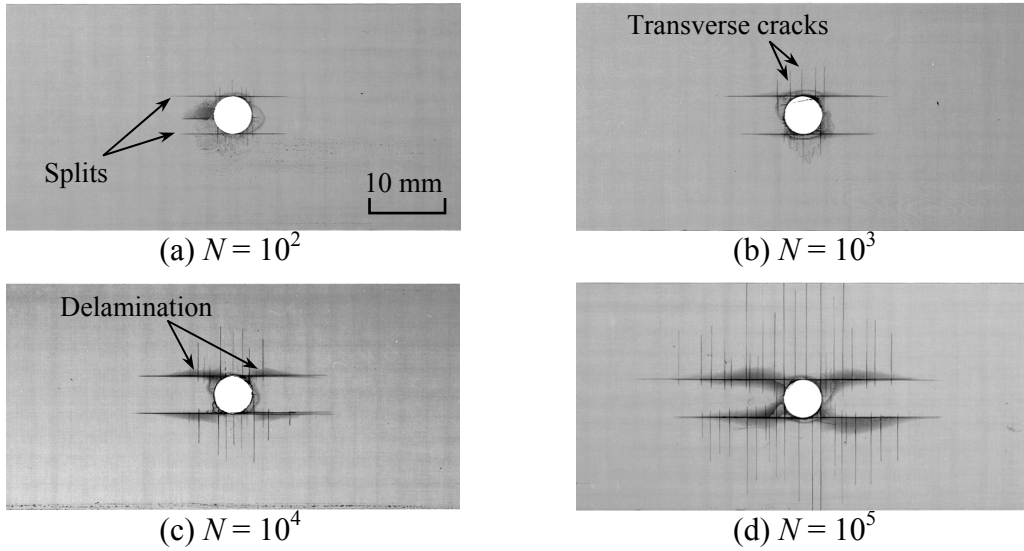 Splits
10 mm
(a) N = 10²
Transverse cracks
(b) N = 10³
Delamination
(c) N = 10⁴
(d) N = 10⁵